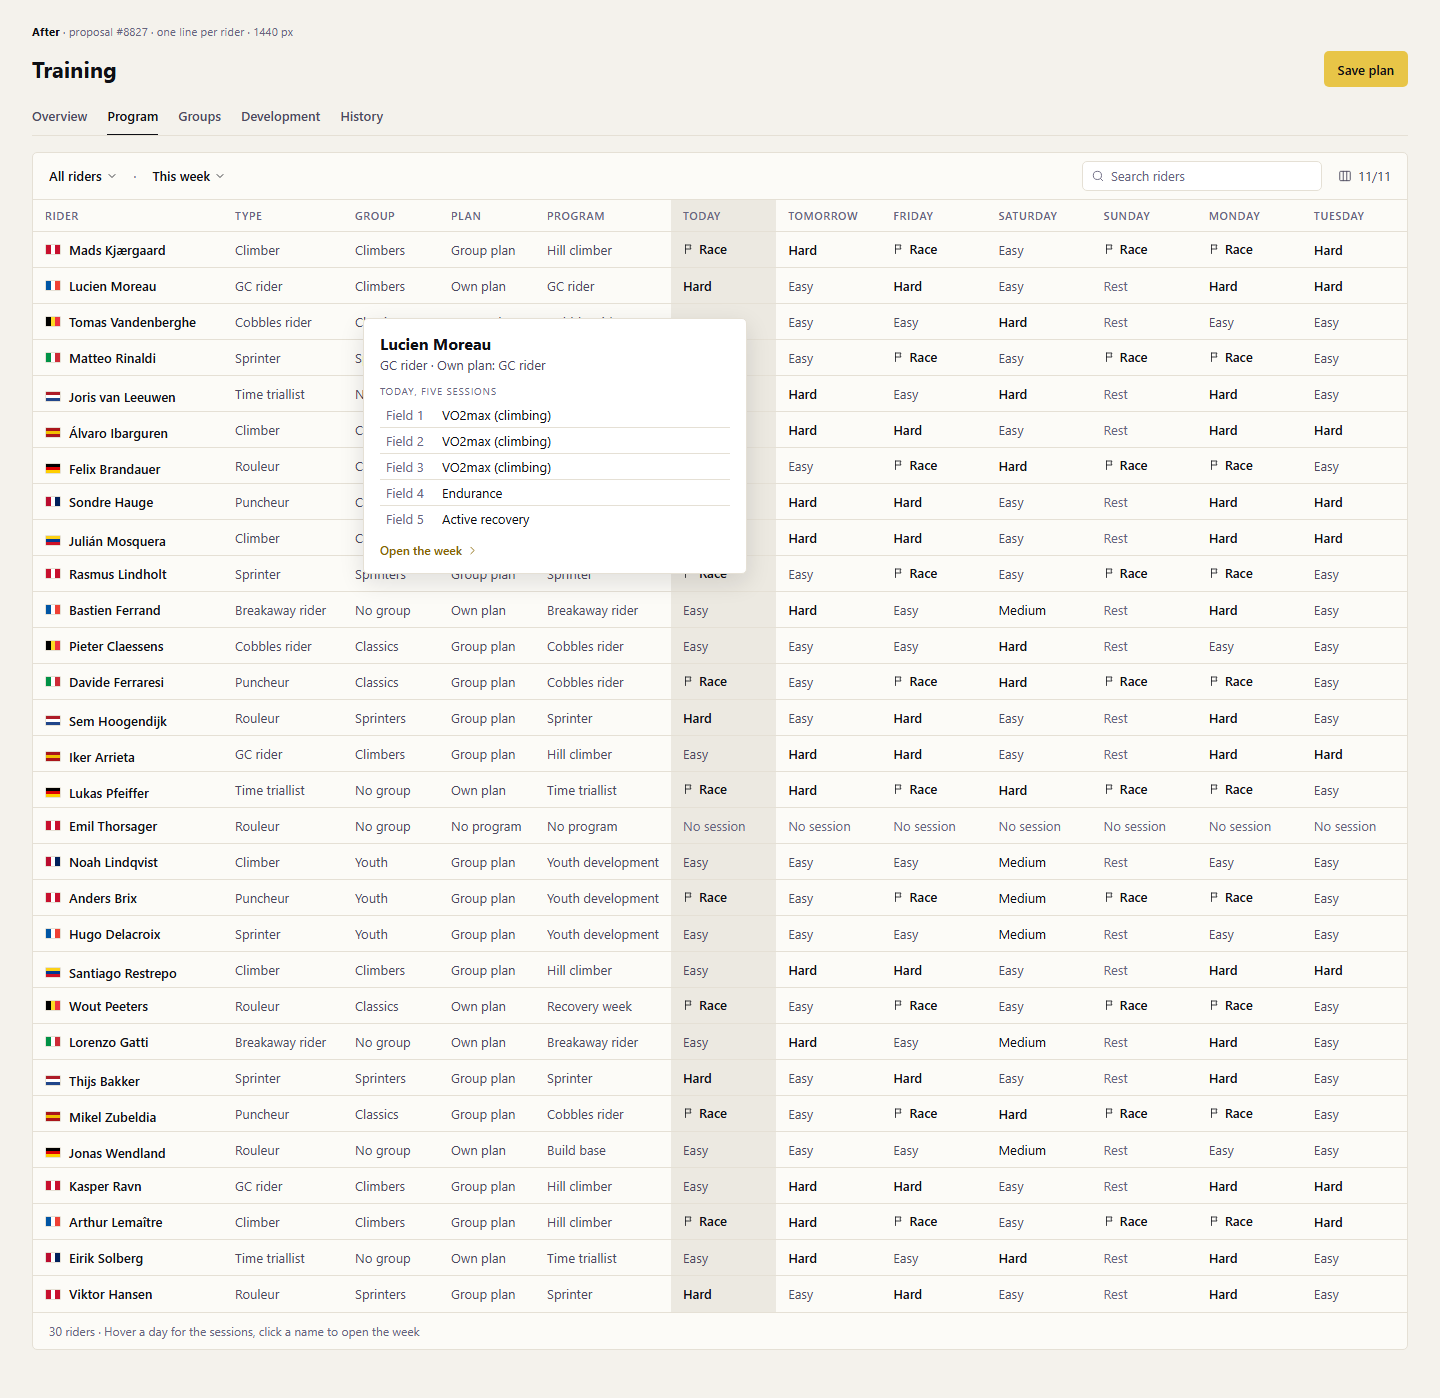 After · proposal #8827 · one line per rider · 1440 px
Training
Save plan
Overview Program Groups Development History
All riders · This week Search riders 11/11
RIDER TYPE GROUP PLAN PROGRAM TODAY TOMORROW FRIDAY SATURDAY SUNDAY MONDAY TUESDAY
Mads Kjærgaard Climber Climbers Group plan Hill climber Race Hard Race Easy Race Race Hard
Lucien Moreau GC rider Climbers Own plan GC rider Hard Easy Hard Easy Rest Hard Hard
Tomas Vandenberghe Cobbles rider Easy Easy Hard Rest Easy Easy
Matteo Rinaldi Sprinter Easy Race Easy Race Race Easy
Joris van Leeuwen Time triallist Hard Easy Hard Rest Hard Easy
Álvaro Ibarguren Climber Hard Hard Easy Rest Hard Hard
Felix Brandauer Rouleur Easy Race Hard Race Race Easy
Sondre Hauge Puncheur Hard Hard Easy Rest Hard Hard
Julián Mosquera Climber Hard Hard Easy Rest Hard Hard
Lucien Moreau
GC rider · Own plan: GC rider
TODAY, FIVE SESSIONS
Field 1 VO2max (climbing)
Field 2 VO2max (climbing)
Field 3 VO2max (climbing)
Field 4 Endurance
Field 5 Active recovery
Open the week
Rasmus Lindholt Sprinter Sprinters Group plan Sprinter Race Easy Race Easy Race Race Easy
Bastien Ferrand Breakaway rider No group Own plan Breakaway rider Easy Hard Easy Medium Rest Hard Easy
Pieter Claessens Cobbles rider Classics Group plan Cobbles rider Easy Easy Easy Hard Rest Easy Easy
Davide Ferraresi Puncheur Classics Group plan Cobbles rider Race Easy Race Hard Race Race Easy
Sem Hoogendijk Rouleur Sprinters Group plan Sprinter Hard Easy Hard Easy Rest Hard Easy
Iker Arrieta GC rider Climbers Group plan Hill climber Easy Hard Hard Easy Rest Hard Hard
Lukas Pfeiffer Time triallist No group Own plan Time triallist Race Hard Race Hard Race Race Easy
Emil Thorsager Rouleur No group No program No program No session No session No session No session No session No session No session
Noah Lindqvist Climber Youth Group plan Youth development Easy Easy Easy Medium Rest Easy Easy
Anders Brix Puncheur Youth Group plan Youth development Race Easy Race Medium Race Race Easy
Hugo Delacroix Sprinter Youth Group plan Youth development Easy Easy Easy Medium Rest Easy Easy
Santiago Restrepo Climber Climbers Group plan Hill climber Easy Hard Hard Easy Rest Hard Hard
Wout Peeters Rouleur Classics Own plan Recovery week Race Easy Race Easy Race Race Easy
Lorenzo Gatti Breakaway rider No group Own plan Breakaway rider Easy Hard Easy Medium Rest Hard Easy
Thijs Bakker Sprinter Sprinters Group plan Sprinter Hard Easy Hard Easy Rest Hard Easy
Mikel Zubeldia Puncheur Classics Group plan Cobbles rider Race Easy Race Hard Race Race Easy
Jonas Wendland Rouleur No group Own plan Build base Easy Easy Easy Medium Rest Easy Easy
Kasper Ravn GC rider Climbers Group plan Hill climber Easy Hard Hard Easy Rest Hard Hard
Arthur Lemaître Climber Climbers Group plan Hill climber Race Hard Race Easy Race Race Hard
Eirik Solberg Time triallist No group Own plan Time triallist Easy Hard Easy Hard Rest Hard Easy
Viktor Hansen Rouleur Sprinters Group plan Sprinter Hard Easy Hard Easy Rest Hard Easy
30 riders · Hover a day for the sessions, click a name to open the week